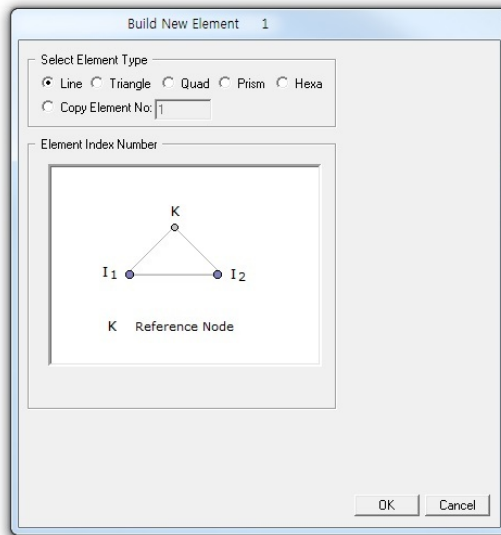 Build New Element 1
Select Element Type
Line Triangle Quad Prism Hexa
Copy Element No: 1
Element Index Number
K
I1 I2
K Reference Node
OK Cancel